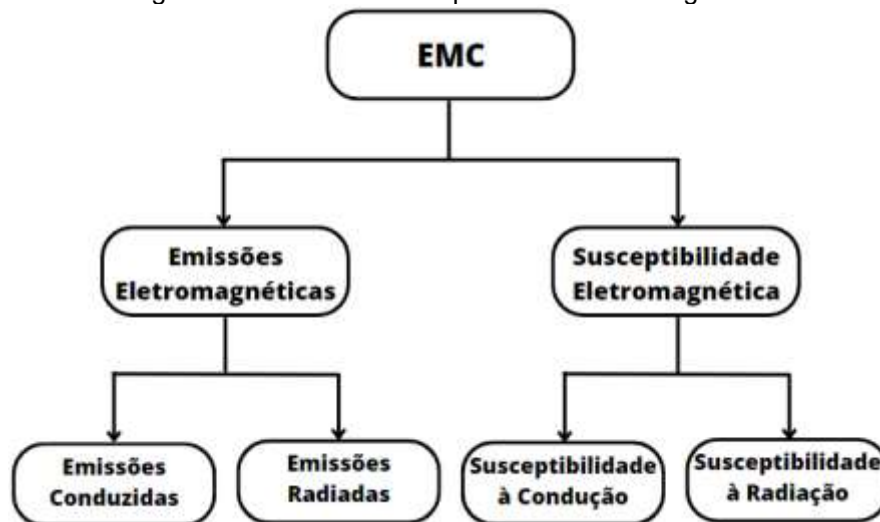 EMC
Emissões
Eletromagnéticas
Susceptibilidade
Eletromagnética
Emissões
Conduzidas
Emissões
Radiadas
Susceptibilidade
à Condução
Susceptibilidade
à Radiação